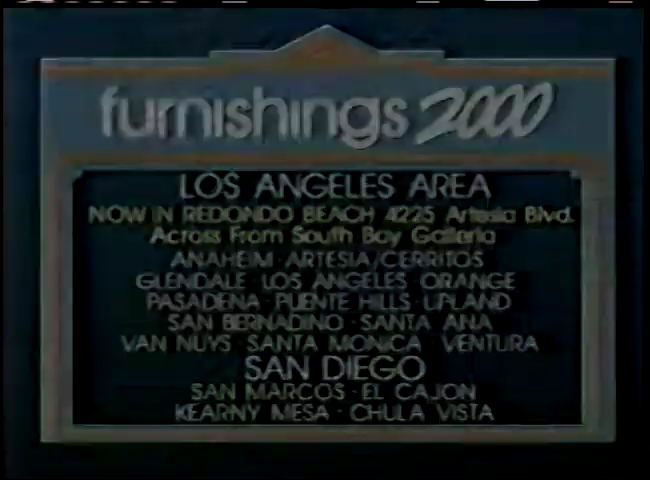 furnishings 2000
LOS ANGELES AREA
NOW IN REDONDO BEACH 4225 Artesia Blvd.
Across From South Bay Galleria
ANAHEIM · ARTESIA/CERRITOS
GLENDALE · LOS ANGELES · ORANGE
PASADENA · PUENTE HILLS · UPLAND
SAN BERNADINO · SANTA ANA
VAN NUYS · SANTA MONICA · VENTURA
SAN DIEGO
SAN MARCOS · EL CAJON
KEARNY MESA · CHULA VISTA